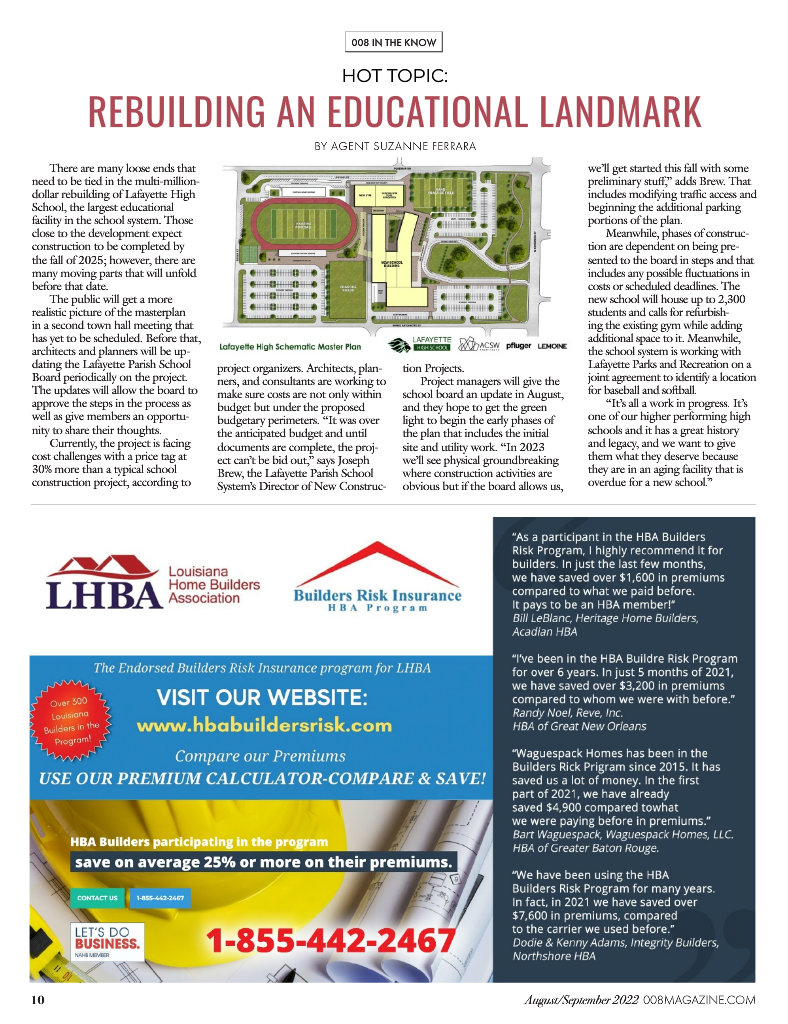 008 IN THE KNOW
HOT TOPIC:
REBUILDING AN EDUCATIONAL LANDMARK
BY AGENT SUZANNE FERRARA
There are many loose ends that
need to be tied in the multi-million-
dollar rebuilding of Lafayette High
School, the largest educational
facility in the school system. Those
close to the development expect
construction to be completed by
the fall of 2025; however, there are
many moving parts that will unfold
before that date.
The public will get a more
realistic picture of the masterplan
in a second town hall meeting that
has yet to be scheduled. Before that,
architects and planners will be up-
dating the Lafayette Parish School
Board periodically on the project.
The updates will allow the board to
approve the steps in the process as
well as give members an opportu-
nity to share their thoughts.
Currently, the project is facing
cost challenges with a price tag at
30% more than a typical school
construction project, according to
Lafayette High Schematic Master Plan
LAFAYETTE
HIGH SCHOOL
ACSW
pfluger
LEMOINE
project organizers. Architects, plan-
ners, and consultants are working to
make sure costs are not only within
budget but under the proposed
budgetary perimeters. “It was over
the anticipated budget and until
documents are complete, the proj-
ect can’t be bid out,” says Joseph
Brew, the Lafayette Parish School
System’s Director of New Construc-
tion Projects.
Project managers will give the
school board an update in August,
and they hope to get the green
light to begin the early phases of
the plan that includes the initial
site and utility work. “In 2023
we’ll see physical groundbreaking
where construction activities are
obvious but if the board allows us,
we’ll get started this fall with some
preliminary stuff,” adds Brew. That
includes modifying traffic access and
beginning the additional parking
portions of the plan.
Meanwhile, phases of construc-
tion are dependent on being pre-
sented to the board in steps and that
includes any possible fluctuations in
costs or scheduled deadlines. The
new school will house up to 2,300
students and calls for refurbish-
ing the existing gym while adding
additional space to it. Meanwhile,
the school system is working with
Lafayette Parks and Recreation on a
joint agreement to identify a location
for baseball and softball.
“It’s all a work in progress. It’s
one of our higher performing high
schools and it has a great history
and legacy, and we want to give
them what they deserve because
they are in an aging facility that is
overdue for a new school.”
LHBA
Louisiana
Home Builders
Association
Builders Risk Insurance
HBA Program
The Endorsed Builders Risk Insurance program for LHBA
Over 300
Louisiana
Builders in the
Program!
VISIT OUR WEBSITE:
www.hbabuildersrisk.com
Compare our Premiums
USE OUR PREMIUM CALCULATOR-COMPARE & SAVE!
HBA Builders participating in the program
save on average 25% or more on their premiums.
CONTACT US
1-855-442-2467
LET'S DO
BUSINESS.
NAHB MEMBER
1-855-442-2467
“As a participant in the HBA Builders
Risk Program, I highly recommend it for
builders. In just the last few months,
we have saved over $1,600 in premiums
compared to what we paid before.
It pays to be an HBA member!”
Bill LeBlanc, Heritage Home Builders,
Acadian HBA
“I’ve been in the HBA Buildre Risk Program
for over 6 years. In just 5 months of 2021,
we have saved over $3,200 in premiums
compared to whom we were with before.”
Randy Noel, Reve, Inc.
HBA of Great New Orleans
“Waguespack Homes has been in the
Builders Risk Prigram since 2015. It has
saved us a lot of money. In the first
part of 2021, we have already
saved $4,900 compared towhat
we were paying before in premiums.”
Bart Waguespack, Waguespack Homes, LLC.
HBA of Greater Baton Rouge.
“We have been using the HBA
Builders Risk Program for many years.
In fact, in 2021 we have saved over
$7,600 in premiums, compared
to the carrier we used before.”
Dodie & Kenny Adams, Integrity Builders,
Northshore HBA
10
August/September 2022 008MAGAZINE.COM